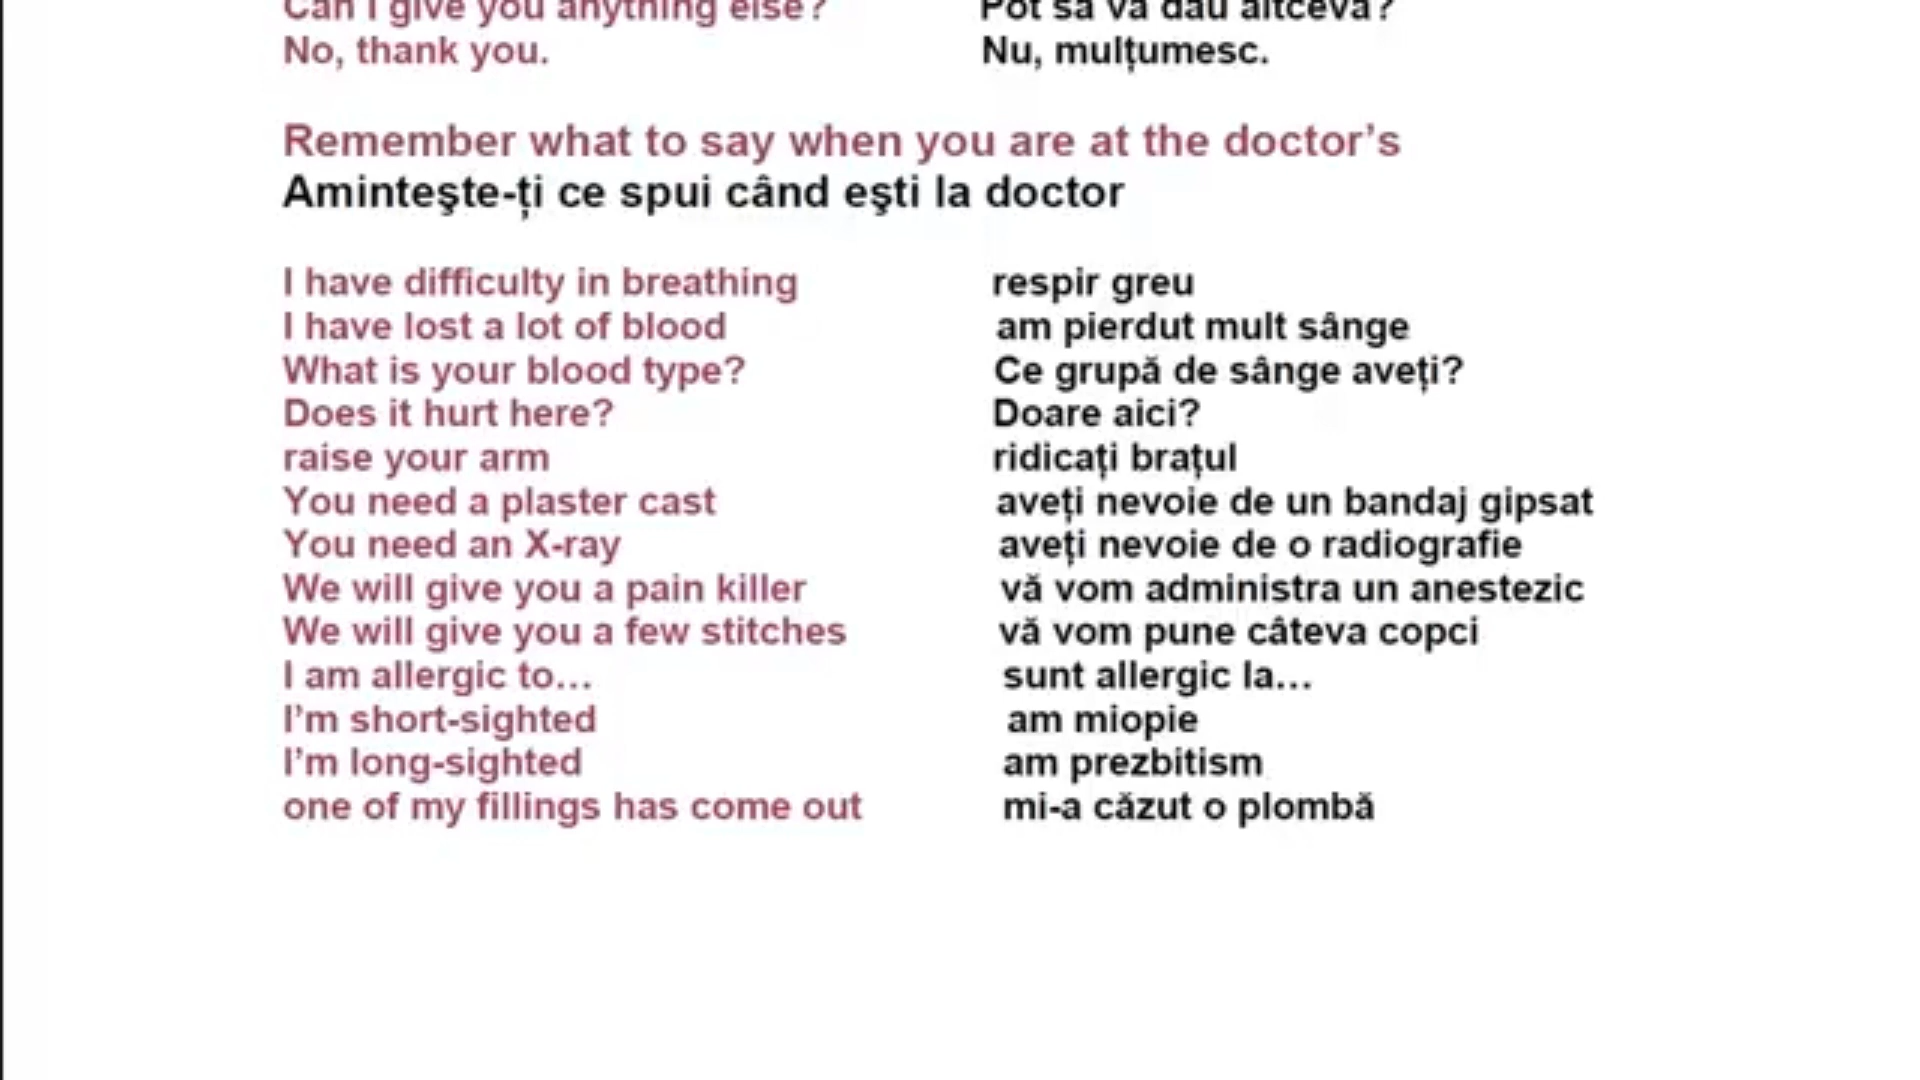 Can I give you anything else? Pot să vă dau altceva?
No, thank you. Nu, mulțumesc.
Remember what to say when you are at the doctor’s
Aminteşte-ți ce spui când eşti la doctor
I have difficulty in breathing respir greu
I have lost a lot of blood am pierdut mult sânge
What is your blood type? Ce grupă de sânge aveți?
Does it hurt here? Doare aici?
raise your arm ridicați brațul
You need a plaster cast aveți nevoie de un bandaj gipsat
You need an X-ray aveți nevoie de o radiografie
We will give you a pain killer vă vom administra un anestezic
We will give you a few stitches vă vom pune câteva copci
I am allergic to… sunt allergic la…
I’m short-sighted am miopie
I’m long-sighted am prezbitism
one of my fillings has come out mi-a căzut o plombă